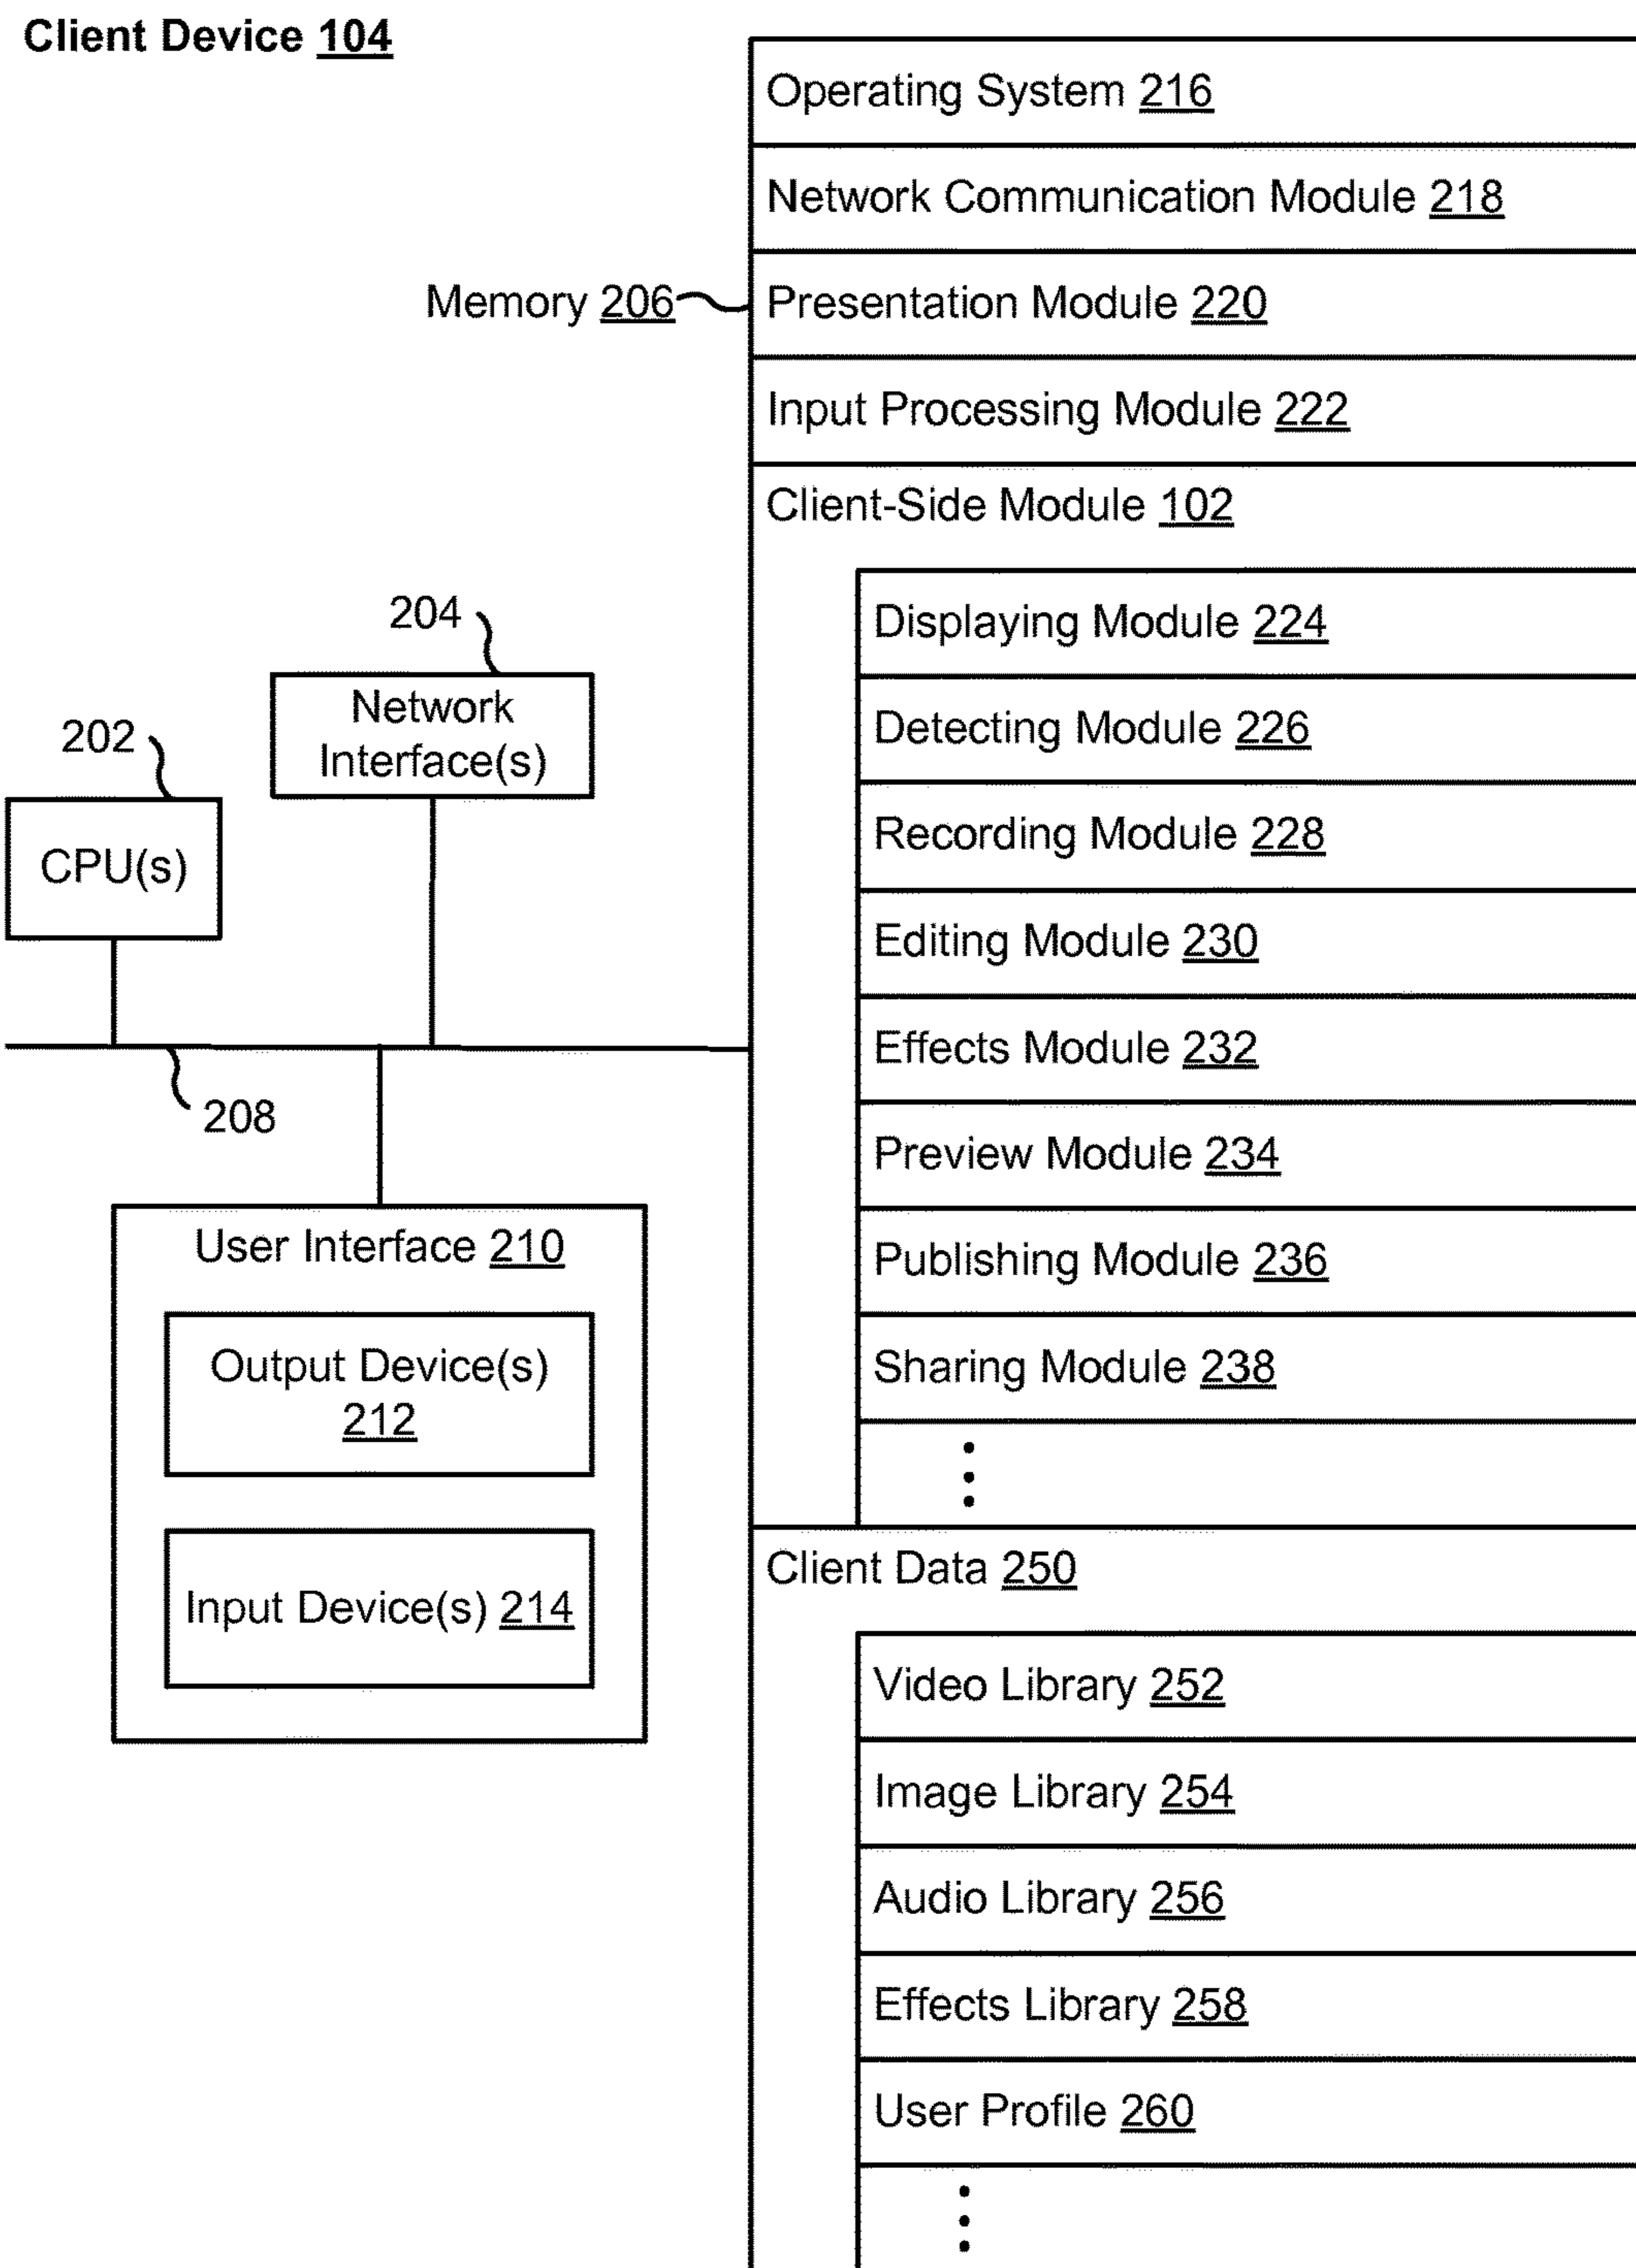 Client Device 104
Operating System 216
Network Communication Module 218
Memory 206
Presentation Module 220
Input Processing Module 222
Client-Side Module 102
Displaying Module 224
Detecting Module 226
Recording Module 228
Editing Module 230
Effects Module 232
Preview Module 234
Publishing Module 236
Sharing Module 238
Client Data 250
Video Library 252
Image Library 254
Audio Library 256
Effects Library 258
User Profile 260
204
Network
Interface(s)
202
CPU(s)
208
User Interface 210
Output Device(s)
212
Input Device(s) 214